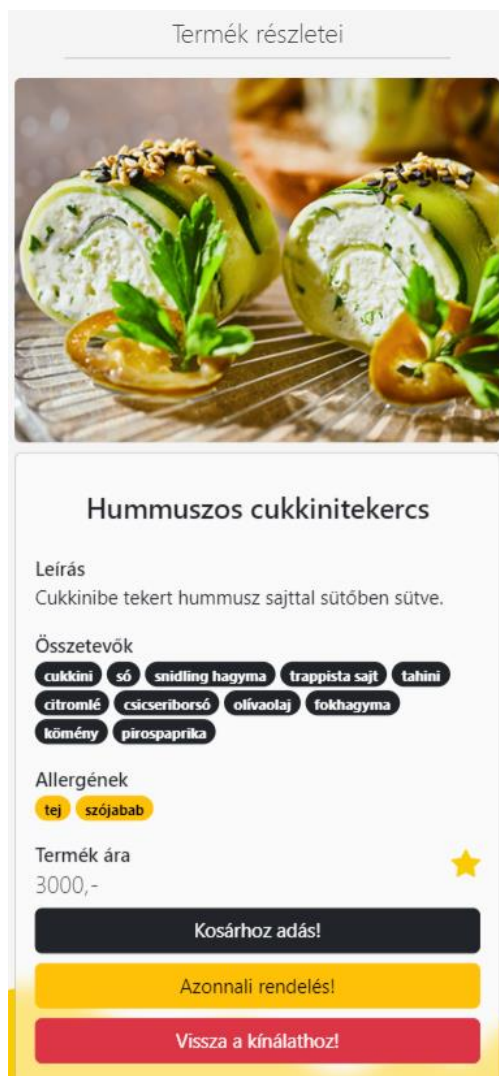 Termék részletei
Hummuszos cukkinitekercs
Leírás
Cukkinibe tekert hummusz sajttal sütőben sütve.
Összetevők
cukkini só snidling hagyma trappista sajt tahini
citromlé csicseriborsó olívaolaj fokhagyma
kömény pirospaprika
Allergének
tej szójabab
Termék ára
3000,-
Kosárhoz adás!
Azonnali rendelés!
Vissza a kínálathoz!